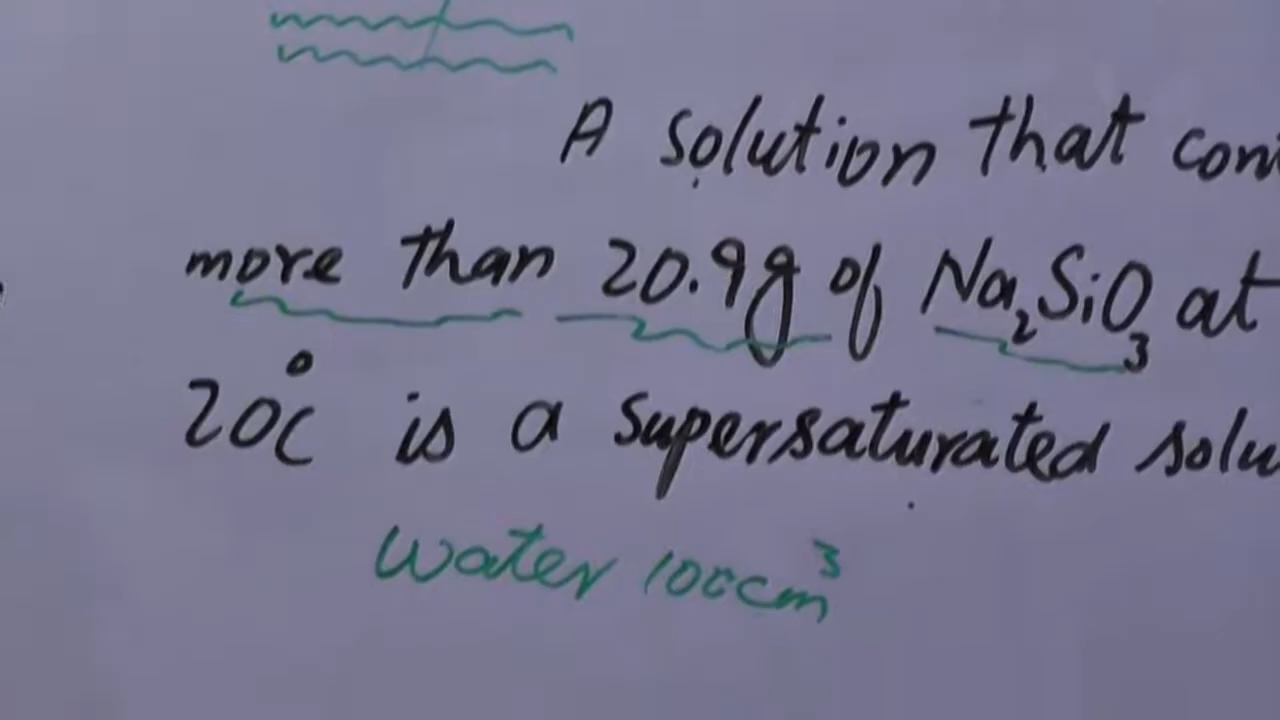 A solution that con
more than 20.9g of Na₂SiO₃ at
20°C is a supersaturated solu
water 100cm³